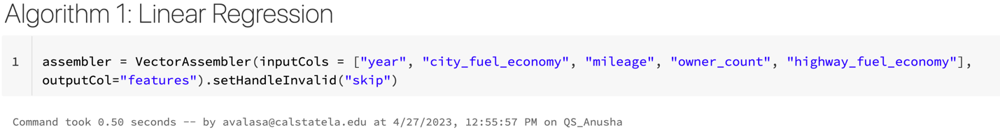 Algorithm 1: Linear Regression
1 assembler = VectorAssembler(inputCols = ["year", "city_fuel_economy", "mileage", "owner_count", "highway_fuel_economy"],
outputCol="features").setHandleInvalid("skip")
Command took 0.50 seconds -- by avalasa@calstatela.edu at 4/27/2023, 12:55:57 PM on QS_Anusha